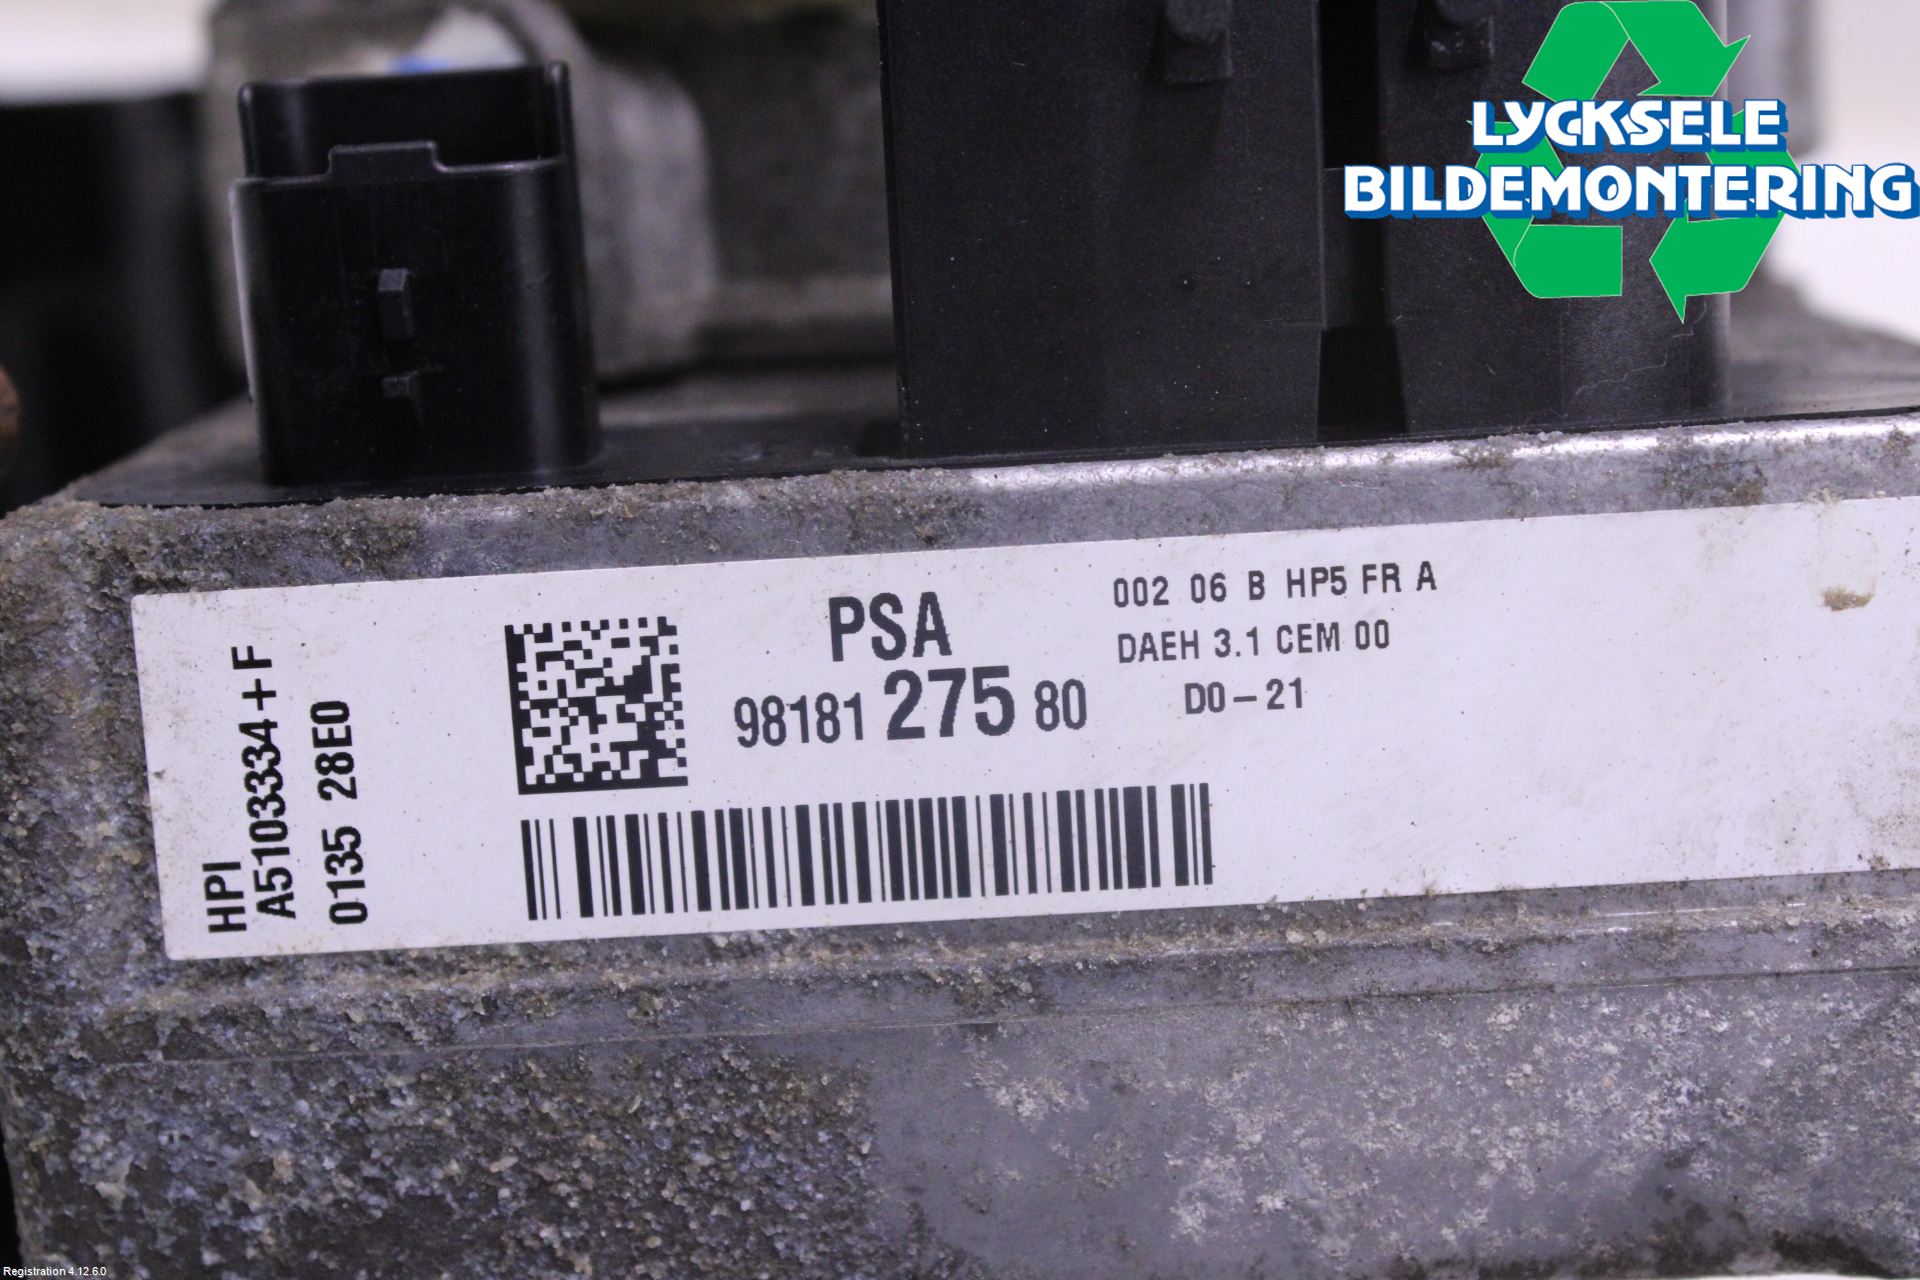 LYCKSELE
BILDEMONTERING
HPI
A5103334+F
0135 28E0
PSA
98181 275 80
002 06 B HP5 FR A
DAEH 3.1 CEM 00
D0-21
Registration 4.12.6.0